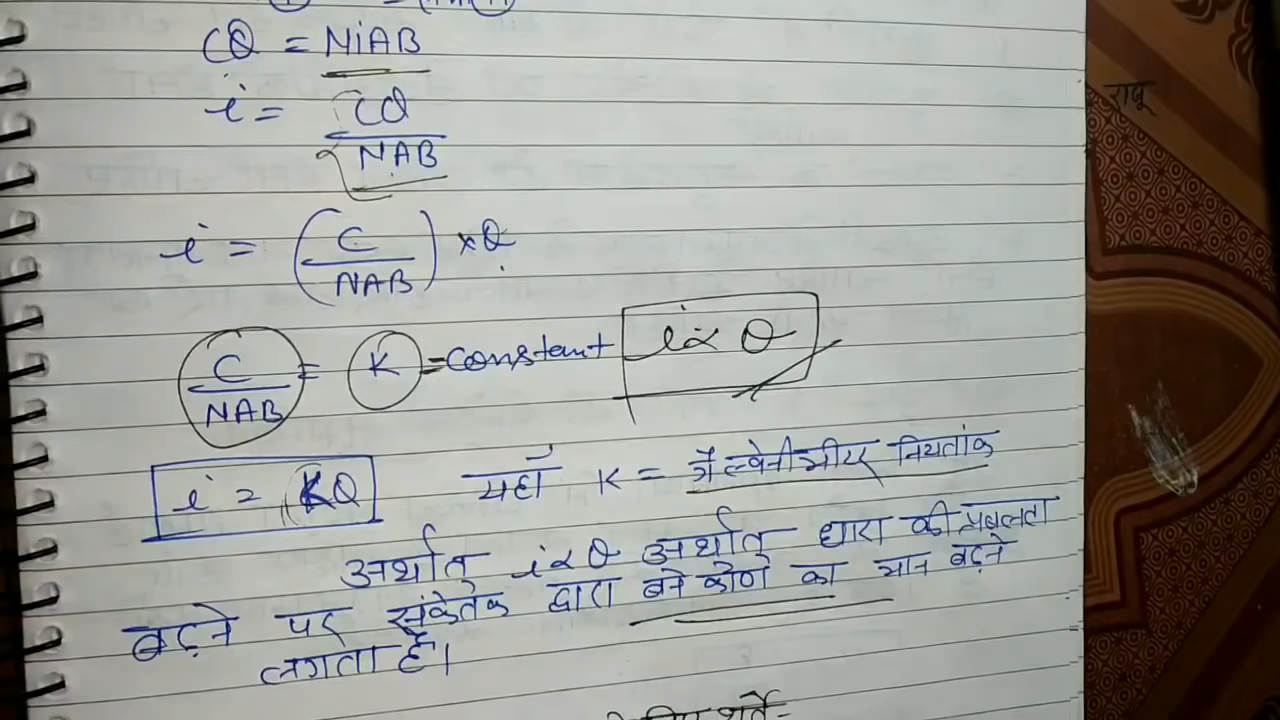 Cθ = NiAB
i = Cθ / NAB
i = (C / NAB) × θ
C / NAB = K = constant i ∝ θ
i = Kθ यहाँ K = गैल्वेनोमीटर नियतांक
अर्थात् i ∝ θ अर्थात् धारा की प्रबलता
बढ़ने पर संकेतक द्वारा बने कोण का मान बढ़ने
लगता है।
शर्ते-
राजू